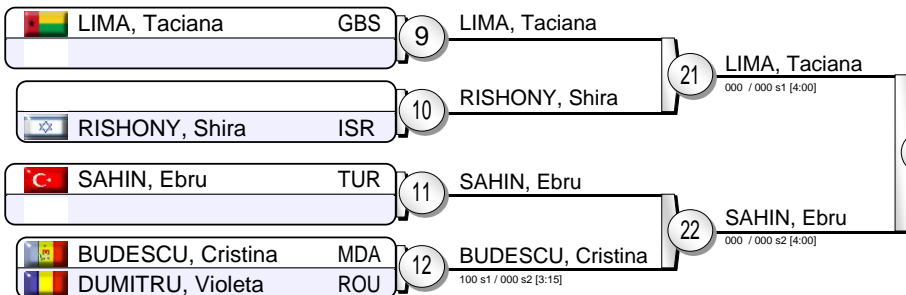 LIMA, Taciana GBS
9
LIMA, Taciana
21
LIMA, Taciana
000 / 000 s1 [4:00]
10
RISHONY, Shira
RISHONY, Shira ISR
SAHIN, Ebru TUR
11
SAHIN, Ebru
22
SAHIN, Ebru
000 / 000 s2 [4:00]
BUDESCU, Cristina MDA
12
BUDESCU, Cristina
100 s1 / 000 s2 [3:15]
DUMITRU, Violeta ROU